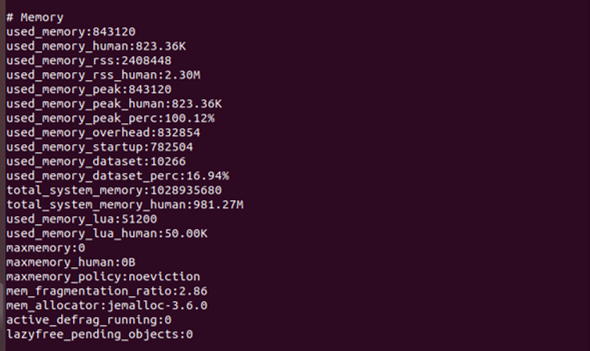 # Memory
used_memory:843120
used_memory_human:823.36K
used_memory_rss:2408448
used_memory_rss_human:2.30M
used_memory_peak:843120
used_memory_peak_human:823.36K
used_memory_peak_perc:100.12%
used_memory_overhead:832854
used_memory_startup:782504
used_memory_dataset:10266
used_memory_dataset_perc:16.94%
total_system_memory:1028935680
total_system_memory_human:981.27M
used_memory_lua:51200
used_memory_lua_human:50.00K
maxmemory:0
maxmemory_human:0B
maxmemory_policy:noeviction
mem_fragmentation_ratio:2.86
mem_allocator:jemalloc-3.6.0
active_defrag_running:0
lazyfree_pending_objects:0